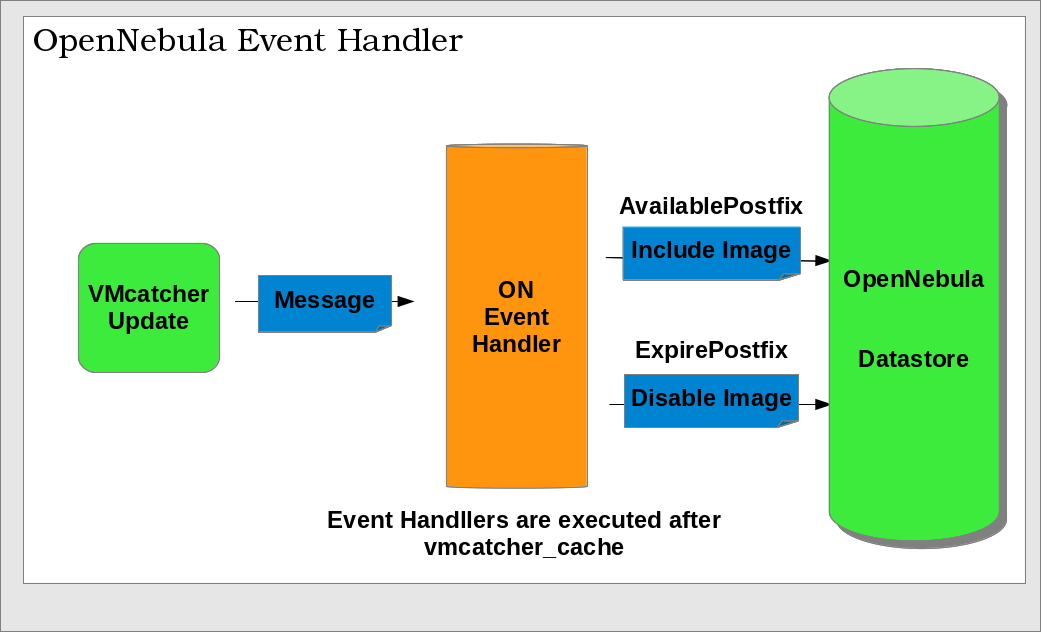 OpenNebula Event Handler
VMcatcher
Update
Message
ON
Event
Handler
AvailablePostfix
Include Image
ExpirePostfix
Disable Image
OpenNebula
Datastore
Event Handllers are executed after
vmcatcher_cache